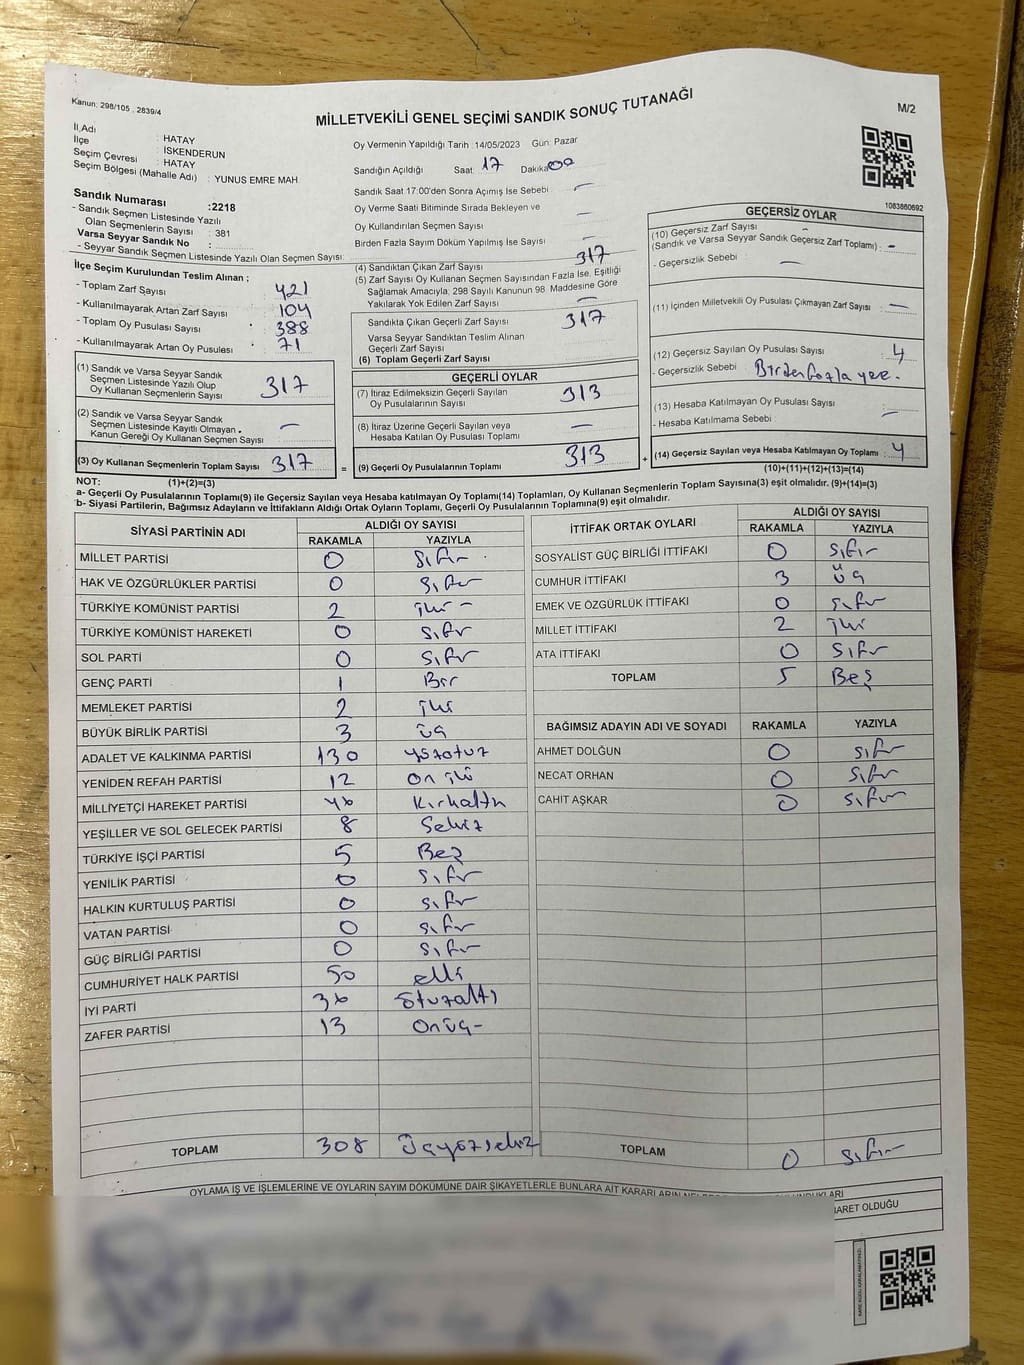 Kanun: 298/105 . 2839/4
MİLLETVEKİLİ GENEL SEÇİMİ SANDIK SONUÇ TUTANAĞI
M/2
İl Adı : HATAY
İlçe : İSKENDERUN
Seçim Çevresi : HATAY
Seçim Bölgesi (Mahalle Adı) : YUNUS EMRE MAH
Sandık Numarası :2218
- Sandık Seçmen Listesinde Yazılı
Olan Seçmenlerin Sayısı : 381
Varsa Seyyar Sandık No :
- Seyyar Sandık Seçmen Listesinde Yazılı Olan Seçmen Sayısı:
İlçe Seçim Kurulundan Teslim Alınan ;
- Toplam Zarf Sayısı : 421
- Kullanılmayarak Artan Zarf Sayısı : 104
- Toplam Oy Pusulası Sayısı : 388
- Kullanılmayarak Artan Oy Pusulası : 71
(1) Sandık ve Varsa Seyyar Sandık
Seçmen Listesinde Yazılı Olup
Oy Kullanan Seçmenlerin Sayısı : 317
(2) Sandık ve Varsa Seyyar Sandık
Seçmen Listesinde Kayıtlı Olmayan
Kanun Gereği Oy Kullanan Seçmen Sayısı : —
(3) Oy Kullanan Seçmenlerin Toplam Sayısı : 317
(1)+(2)=(3)
Oy Vermenin Yapıldığı Tarih :14/05/2023 Gün: Pazar
Sandığın Açıldığı Saat: 17 Dakika: 00
Sandık Saat 17:00'den Sonra Açımış İse Sebebi : —
Oy Verme Saati Bitiminde Sırada Bekleyen ve
Oy Kullandırılan Seçmen Sayısı : —
Birden Fazla Sayım Döküm Yapılmış İse Sayısı : —
(4) Sandıktan Çıkan Zarf Sayısı : 317
(5) Zarf Sayısı Oy Kullanan Seçmen Sayısından Fazla İse, Eşitliği
Sağlamak Amacıyla; 298 Sayılı Kanunun 98. Maddesine Göre
Yakılarak Yok Edilen Zarf Sayısı : —
Sandıkta Çıkan Geçerli Zarf Sayısı : 317
Varsa Seyyar Sandıktan Teslim Alınan
Geçerli Zarf Sayısı
(6) Toplam Geçerli Zarf Sayısı :
GEÇERLİ OYLAR
(7) İtiraz Edilmeksizin Geçerli Sayılan
Oy Pusulalarının Sayısı : 313
(8) İtiraz Üzerine Geçerli Sayılan veya
Hesaba Katılan Oy Pusulası Toplamı : —
(9) Geçerli Oy Pusulalarının Toplamı : 313
1083860692
GEÇERSİZ OYLAR
(10) Geçersiz Zarf Sayısı
(Sandık ve Varsa Seyyar Sandık Geçersiz Zarf Toplamı) : —
- Geçersizlik Sebebi : —
(11) İçinden Milletvekili Oy Pusulası Çıkmayan Zarf Sayısı : —
(12) Geçersiz Sayılan Oy Pusulası Sayısı : 4
- Geçersizlik Sebebi : Birden fazla yere.
(13) Hesaba Katılmayan Oy Pusulası Sayısı :
- Hesaba Katılmama Sebebi : —
(14) Geçersiz Sayılan veya Hesaba Katılmayan Oy Toplamı : 4
(10)+(11)+(12)+(13)=(14)
NOT:
a- Geçerli Oy Pusulaları Toplamı(9) ile Geçersiz Sayılan veya Hesaba katılmayan Oy Toplamı(14) Toplamları, Oy Kullanan Seçmenlerin Toplam Sayısına(3) eşit olmalıdır. (9)+(14)=(3)
b- Siyasi Partilerin, Bağımsız Adayların ve İttifakların Aldığı Ortak Oyların Toplamı, Geçerli Oy Pusulalarının Toplamına(9) eşit olmalıdır.
SİYASİ PARTİNİN ADI ALDIĞI OY SAYISI
RAKAMLA YAZIYLA
MİLLET PARTİSİ 0 Sıfır
HAK VE ÖZGÜRLÜKLER PARTİSİ 0 Sıfır
TÜRKİYE KOMÜNİST PARTİSİ 2 iki -
TÜRKİYE KOMÜNİST HAREKETİ 0 Sıfır
SOL PARTİ 0 Sıfır
GENÇ PARTİ 1 Bir
MEMLEKET PARTİSİ 2 iki
BÜYÜK BİRLİK PARTİSİ 3 üç
ADALET VE KALKINMA PARTİSİ 130 yüzotuz
YENİDEN REFAH PARTİSİ 12 on iki
MİLLİYETÇİ HAREKET PARTİSİ 46 Kırkaltı
YEŞİLLER VE SOL GELECEK PARTİSİ 8 Sekiz
TÜRKİYE İŞÇİ PARTİSİ 5 Beş
YENİLİK PARTİSİ 0 Sıfır
HALKIN KURTULUŞ PARTİSİ 0 Sıfır
VATAN PARTİSİ 0 Sıfır
GÜÇ BİRLİĞİ PARTİSİ 0 Sıfır
CUMHURİYET HALK PARTİSİ 50 elli
İYİ PARTİ 36 Otuzaltı
ZAFER PARTİSİ 13 Onüç-
TOPLAM 308 Üçyüzsekiz
İTTİFAK ORTAK OYLARI ALDIĞI OY SAYISI
RAKAMLA YAZIYLA
SOSYALİST GÜÇ BİRLİĞİ İTTİFAKI 0 Sıfır
CUMHUR İTTİFAKI 3 Üç
EMEK VE ÖZGÜRLÜK İTTİFAKI 0 Sıfır
MİLLET İTTİFAKI 2 iki
ATA İTTİFAKI 0 Sıfır
TOPLAM 5 Beş
BAĞIMSIZ ADAYIN ADI VE SOYADI RAKAMLA YAZIYLA
AHMET DOLĞUN 0 Sıfır
NECAT ORHAN 0 Sıfır
CAHİT AŞKAR 0 Sıfır
TOPLAM 0 Sıfır
OYLAMA İŞ VE İŞLEMLERİNE VE OYLARIN SAYIM DÖKÜMÜNE DAİR ŞİKAYETLERLE BUNLARA AİT KARARLARIN
OLDUĞU